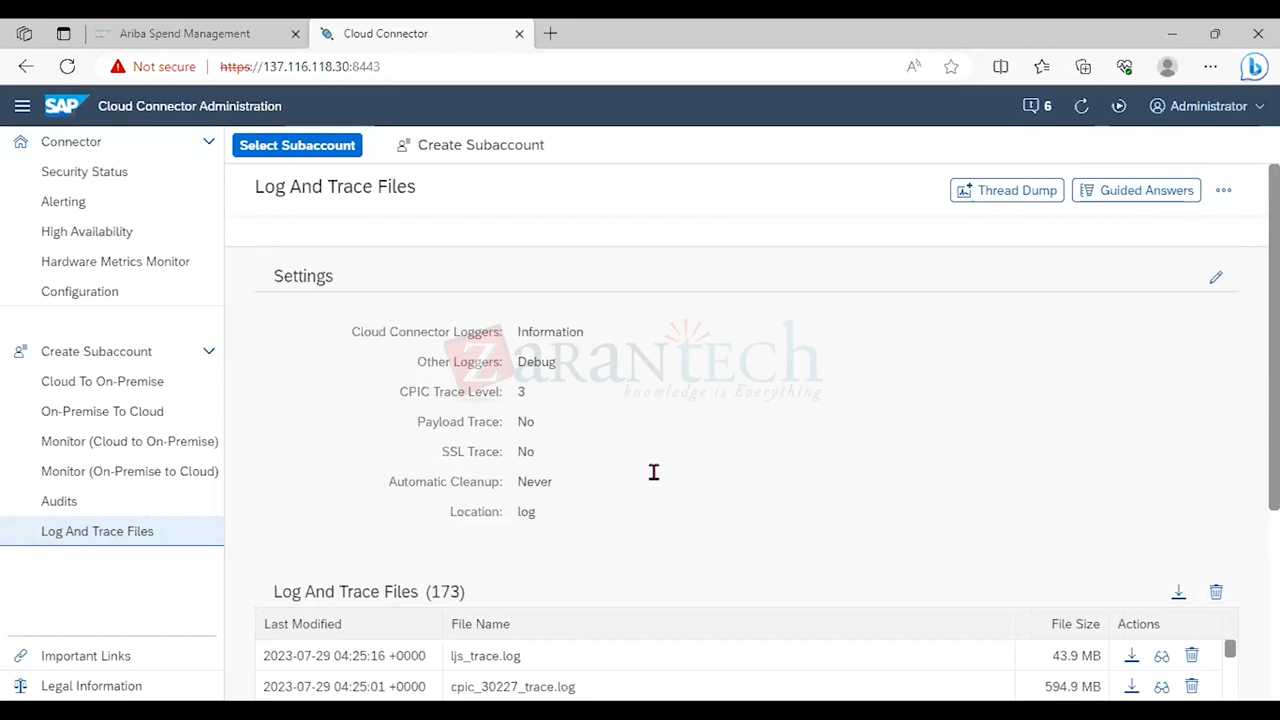 Ariba Spend Management
Cloud Connector
Not secure
https://137.116.118.30:8443
SAP
Cloud Connector Administration
6
Administrator
Connector
Security Status
Alerting
High Availability
Hardware Metrics Monitor
Configuration
Create Subaccount
Cloud To On-Premise
On-Premise To Cloud
Monitor (Cloud to On-Premise)
Monitor (On-Premise to Cloud)
Audits
Log And Trace Files
Important Links
Legal Information
Select Subaccount
Create Subaccount
Log And Trace Files
Thread Dump
Guided Answers
Settings
Cloud Connector Loggers: Information
Other Loggers: Debug
CPIC Trace Level: 3
Payload Trace: No
SSL Trace: No
Automatic Cleanup: Never
Location: log
ZARANTECH
knowledge is Everything
Log And Trace Files (173)
Last Modified File Name File Size Actions
2023-07-29 04:25:16 +0000 ljs_trace.log 43.9 MB
2023-07-29 04:25:01 +0000 cpic_30227_trace.log 594.9 MB